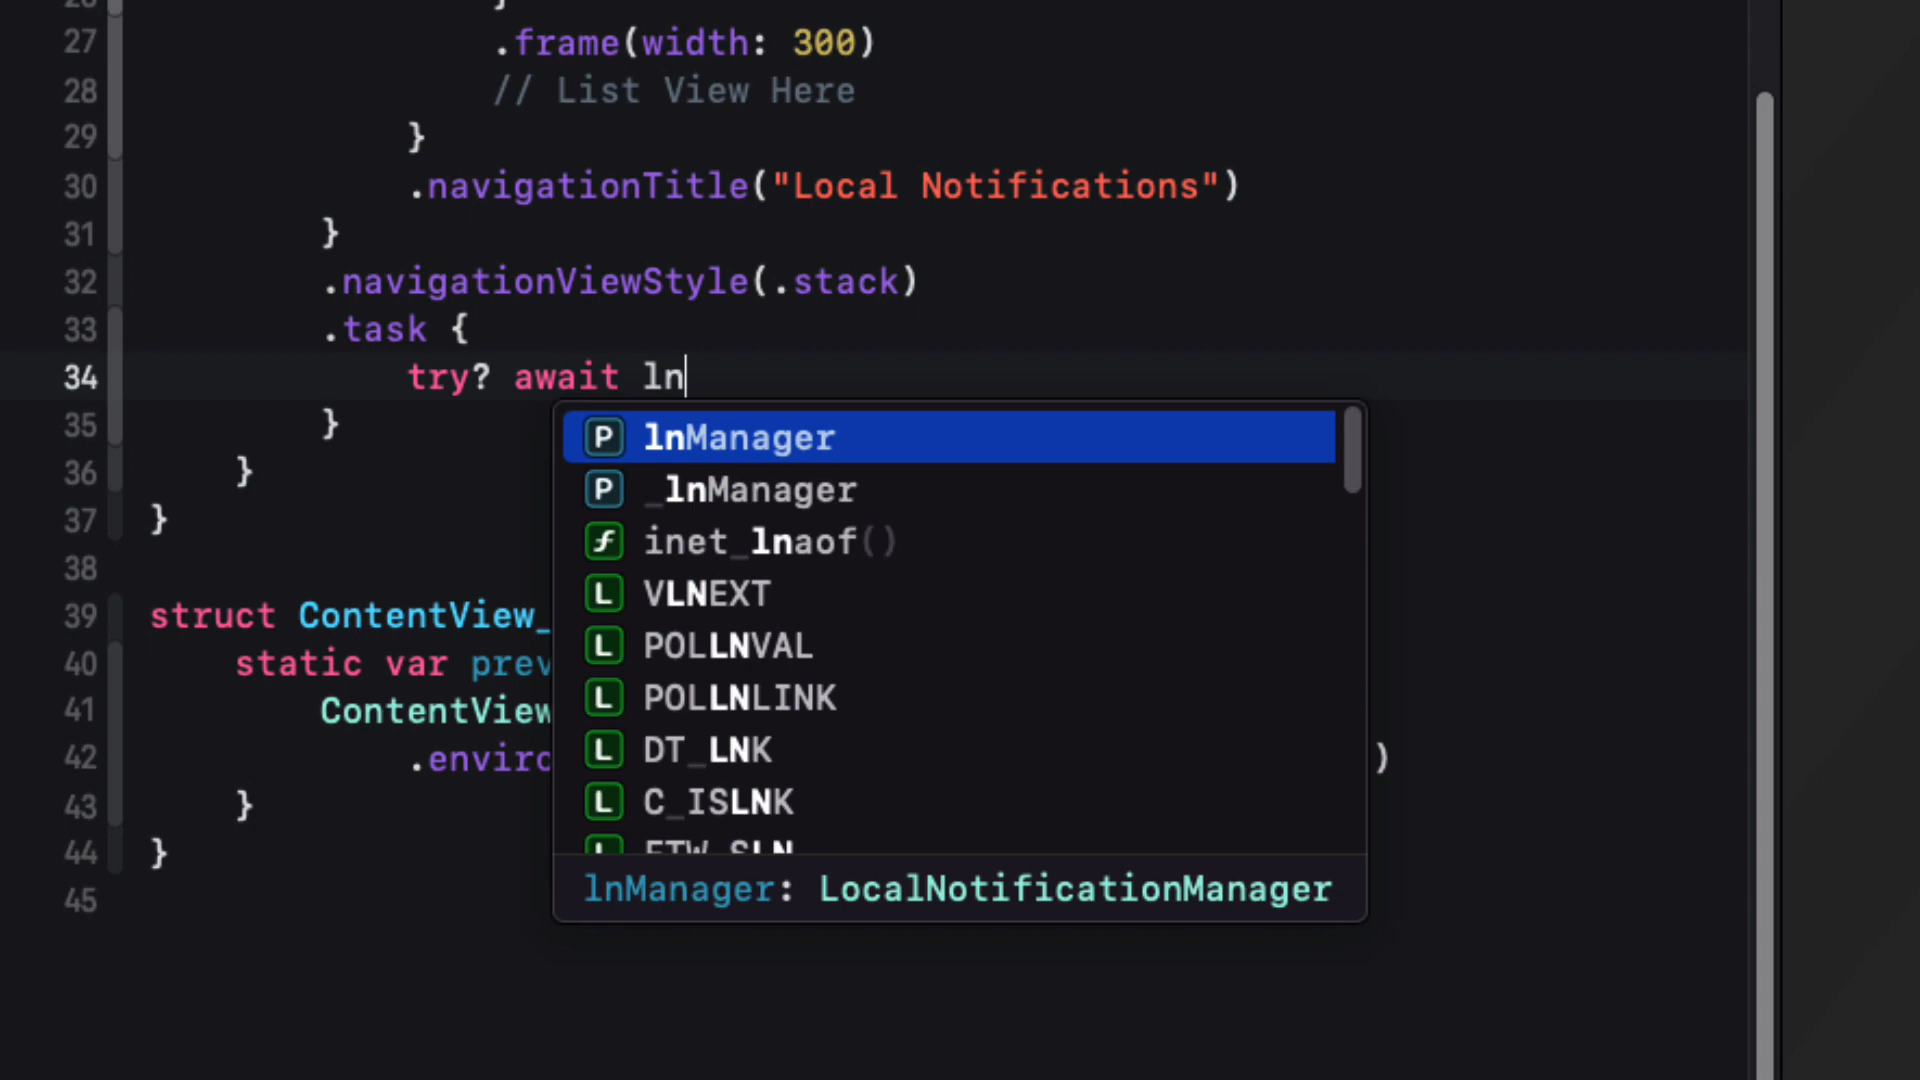 27 .frame(width: 300)
28 // List View Here
29 }
30 .navigationTitle("Local Notifications")
31 }
32 .navigationViewStyle(.stack)
33 .task {
34 try? await ln
35 }
36 }
37 }
38
39 struct ContentView_
40 static var prev
41 ContentView
42 .enviro )
43 }
44 }
45
P lnManager
P _lnManager
f inet_lnaof()
L VLNEXT
L POLLNVAL
L POLLNLINK
L DT_LNK
L C_ISLNK
L FTW_SLN
lnManager: LocalNotificationManager